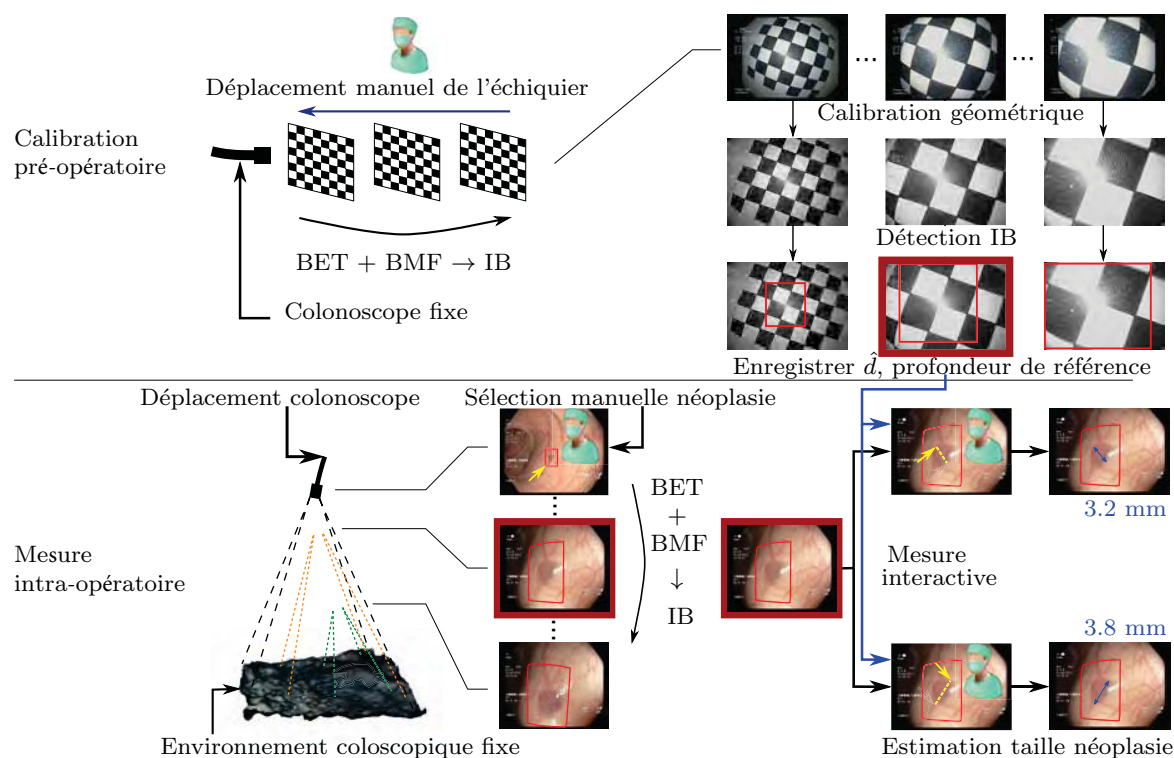 Déplacement manuel de l'échiquier
... ...
Calibration
pré-opératoire
Calibration géométrique
Détection IB
BET + BMF → IB
Colonoscope fixe
Enregistrer d̂, profondeur de référence
Déplacement colonoscope
Sélection manuelle néoplasie
BET
+
BMF
↓
IB
3.2 mm
Mesure
intra-opératoire
Mesure
interactive
3.8 mm
Environnement coloscopique fixe
Estimation taille néoplasie